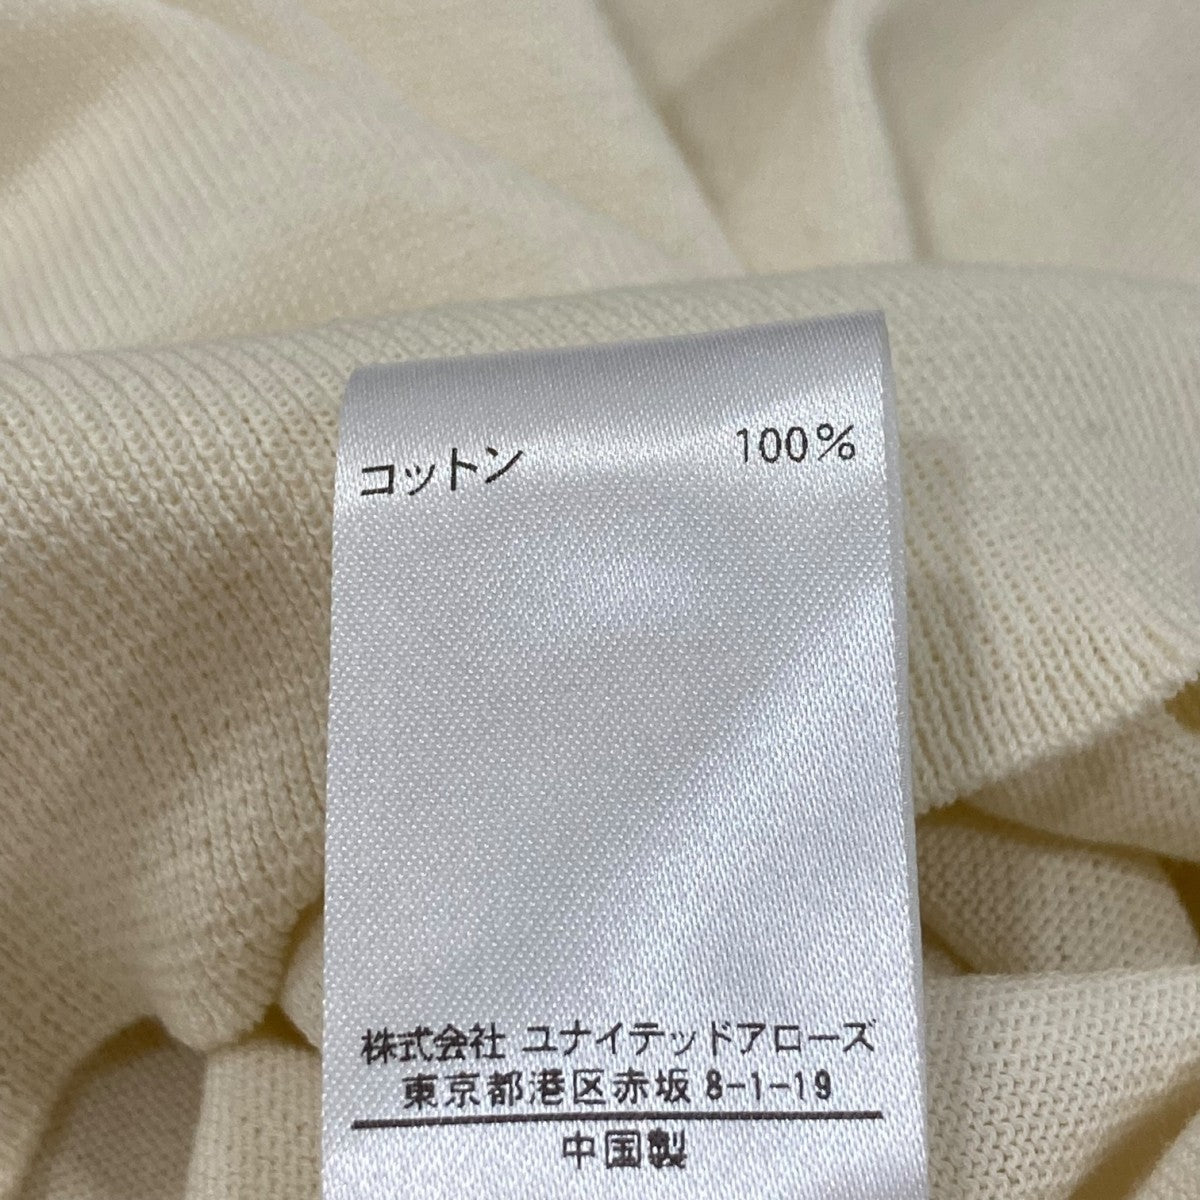 コットン 100%
株式会社 ユナイテッドアローズ
東京都港区赤坂 8-1-19
中国製